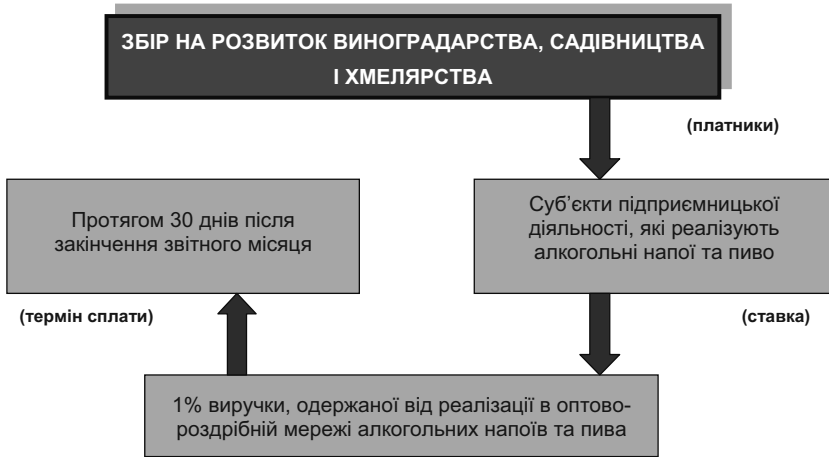 ЗБІР НА РОЗВИТОК ВИНОГРАДАРСТВА, САДІВНИЦТВА
І ХМЕЛЯРСТВА
(платники)
Суб’єкти підприємницької
діяльності, які реалізують
алкогольні напої та пиво
(ставка)
1% виручки, одержаної від реалізації в оптово-
роздрібній мережі алкогольних напоїв та пива
(термін сплати)
Протягом 30 днів після
закінчення звітного місяця